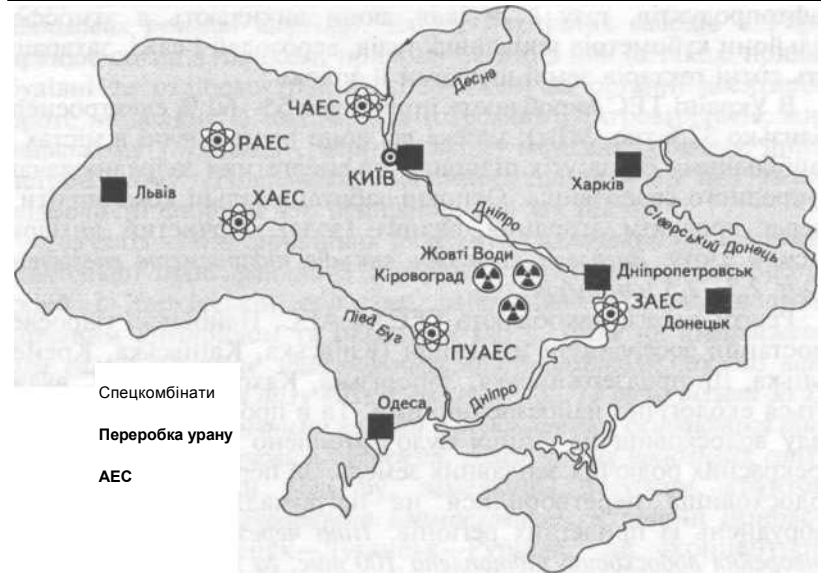 Десна
ЧАЕС
РАЕС
КИЇВ
Львів
Харків
ХАЕС
Дніпро
Сіверський Донець
Жовті Води
Кіровоград
Дніпропетровськ
ЗАЕС
Донецьк
Півд Буг
ПУАЕС
Дніпро
Одеса
Спецкомбінати
Переробка урану
АЕС